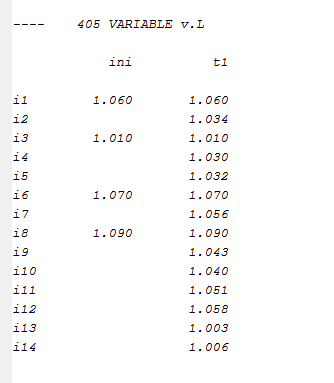 ---- 405 VARIABLE v.L
ini t1
i1 1.060 1.060
i2 1.034
i3 1.010 1.010
i4 1.030
i5 1.032
i6 1.070 1.070
i7 1.056
i8 1.090 1.090
i9 1.043
i10 1.040
i11 1.051
i12 1.058
i13 1.003
i14 1.006